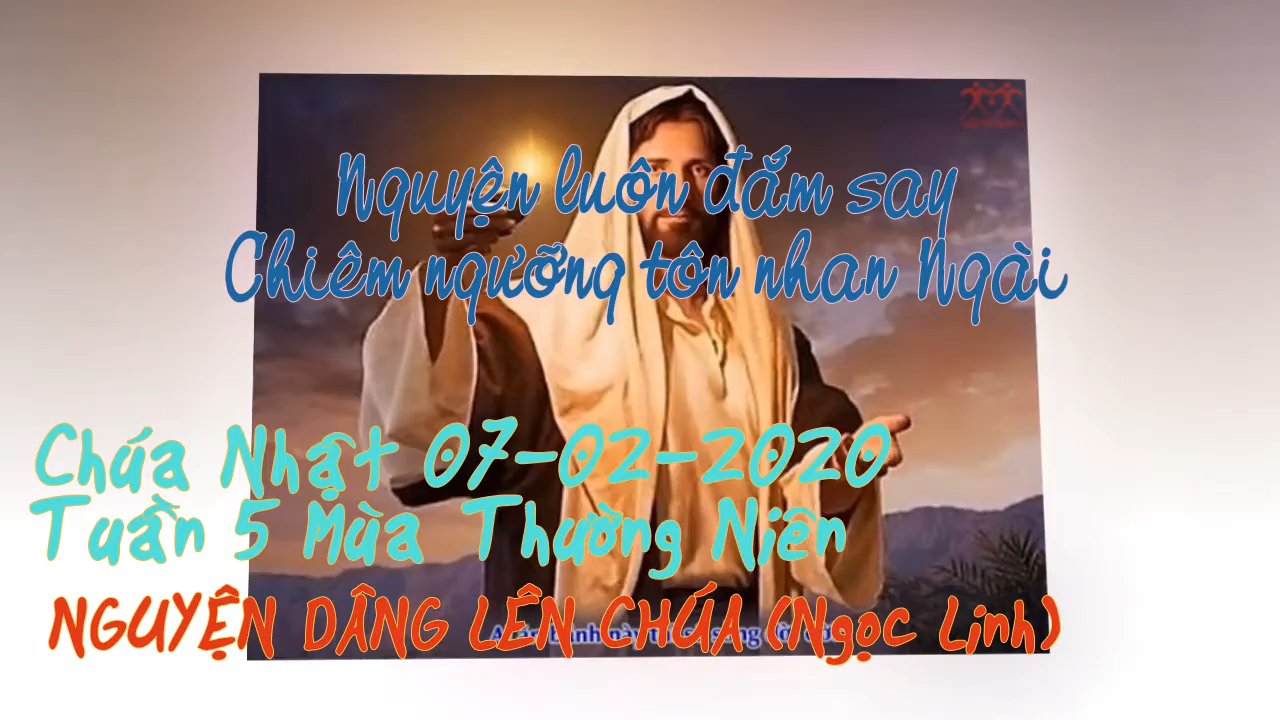 Nguyện luôn đắm say
Chiêm ngưỡng tôn nhan Ngài
Chúa Nhật 07-02-2020
Tuần 5 Mùa Thường Niên
NGUYỆN DÂNG LÊN CHÚA (Ngọc Linh)